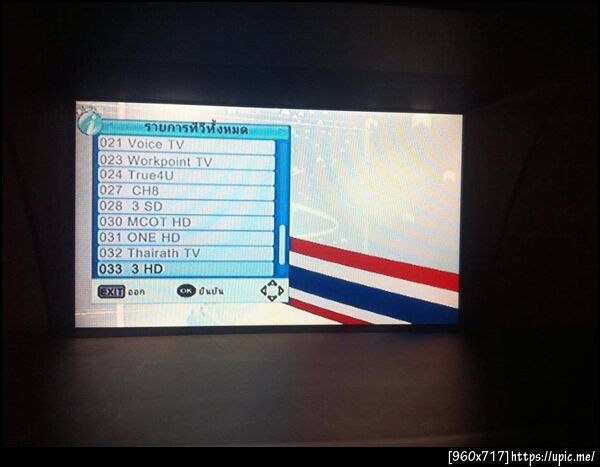 รายการทีวีทั้งหมด
021 Voice TV
023 Workpoint TV
024 True4U
027 CH8
028 3 SD
030 MCOT HD
031 ONE HD
032 Thairath TV
033 3 HD
EXIT ออก OK ยืนยัน
[960x717]https://upic.me/